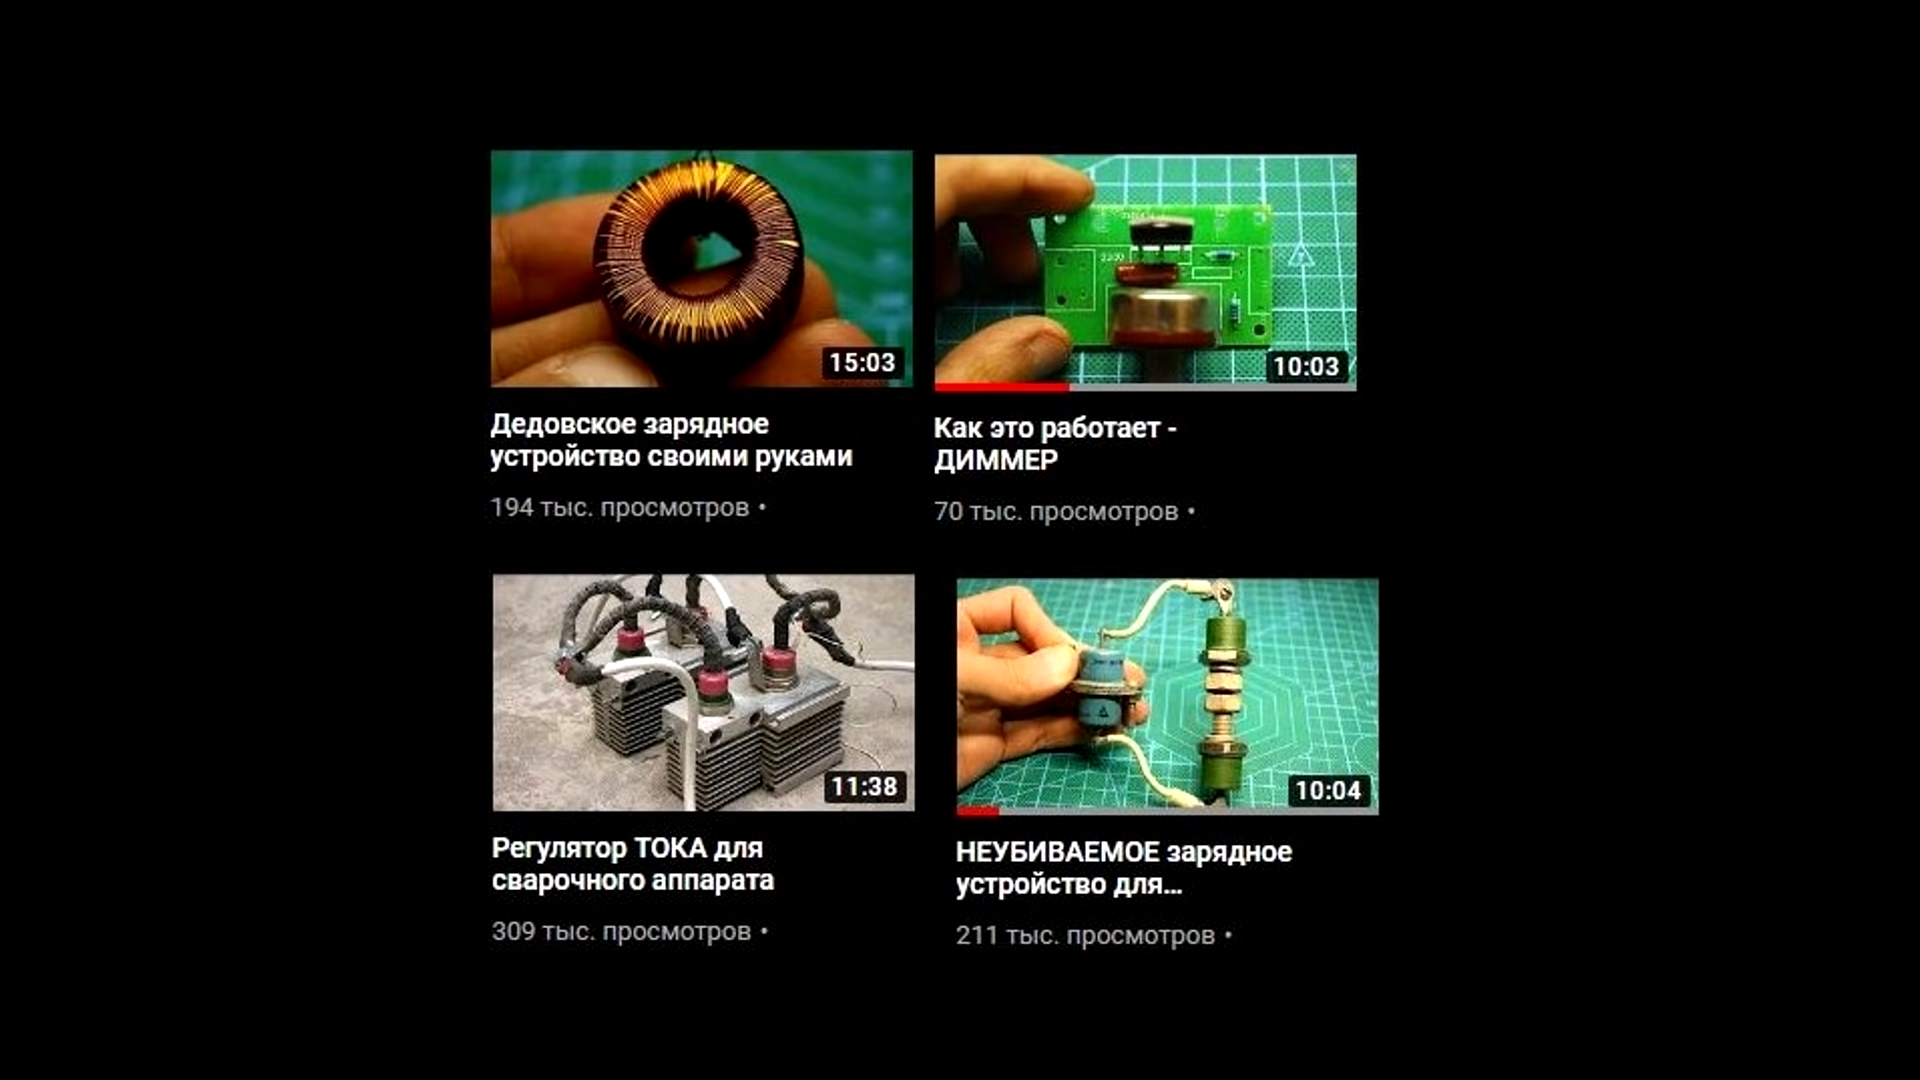 15:03
Дедовское зарядное
устройство своими руками
194 тыс. просмотров •
10:03
Как это работает -
ДИММЕР
70 тыс. просмотров •
11:38
Регулятор ТОКА для
сварочного аппарата
309 тыс. просмотров •
10:04
НЕУБИВАЕМОЕ зарядное
устройство для...
211 тыс. просмотров •